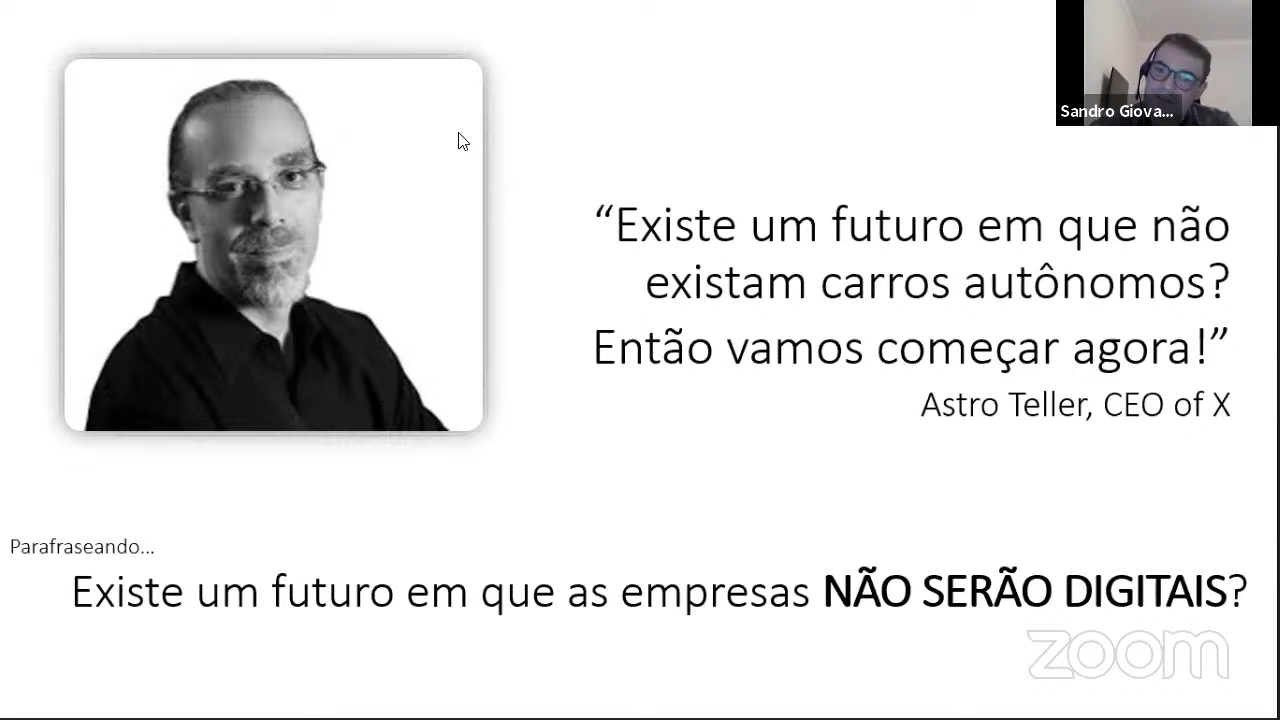 Sandro Giova...
“Existe um futuro em que não
existam carros autônomos?
Então vamos começar agora!”
Astro Teller, CEO of X
Parafraseando...
Existe um futuro em que as empresas NÃO SERÃO DIGITAIS?
zoom